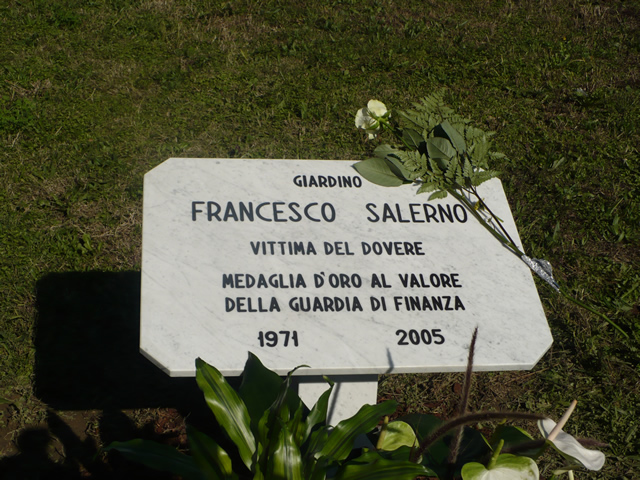 GIARDINO
FRANCESCO SALERNO
VITTIMA DEL DOVERE
MEDAGLIA D'ORO AL VALORE
DELLA GUARDIA DI FINANZA
1971 2005